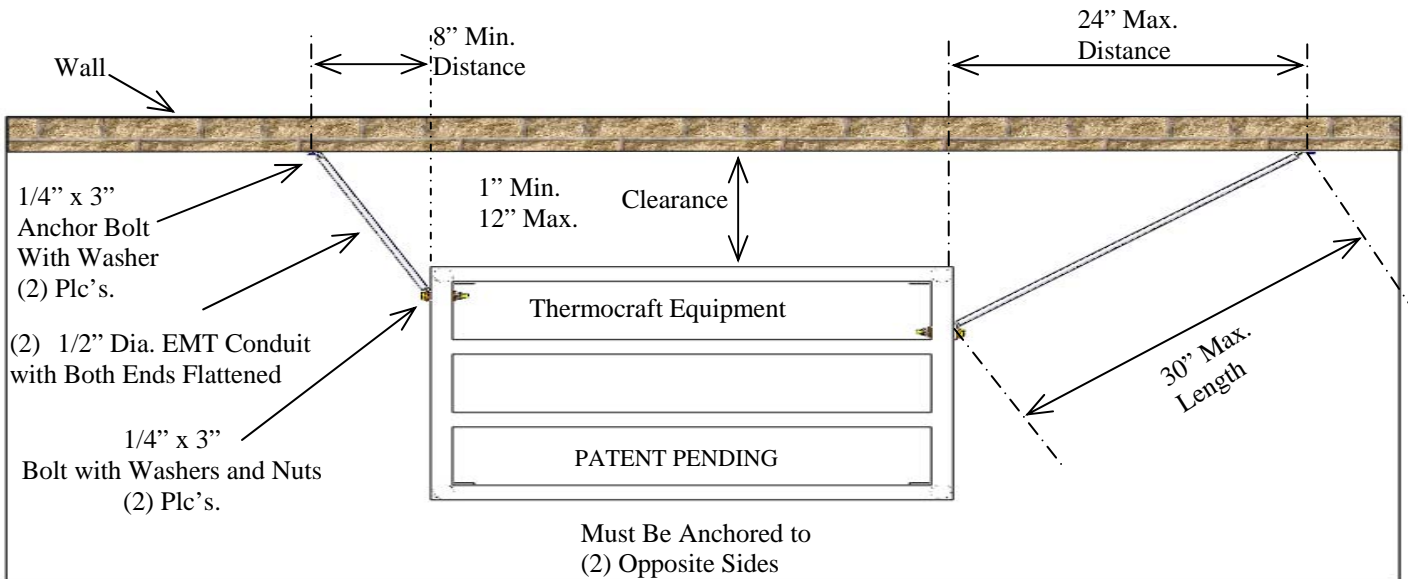 8” Min.
Distance
24” Max.
Distance
Wall
1/4” x 3”
Anchor Bolt
With Washer
(2) Plc’s.
1” Min.
12” Max.
Clearance
(2) 1/2” Dia. EMT Conduit
with Both Ends Flattened
Thermocraft Equipment
30” Max.
Length
1/4” x 3”
Bolt with Washers and Nuts
(2) Plc’s.
PATENT PENDING
Must Be Anchored to
(2) Opposite Sides